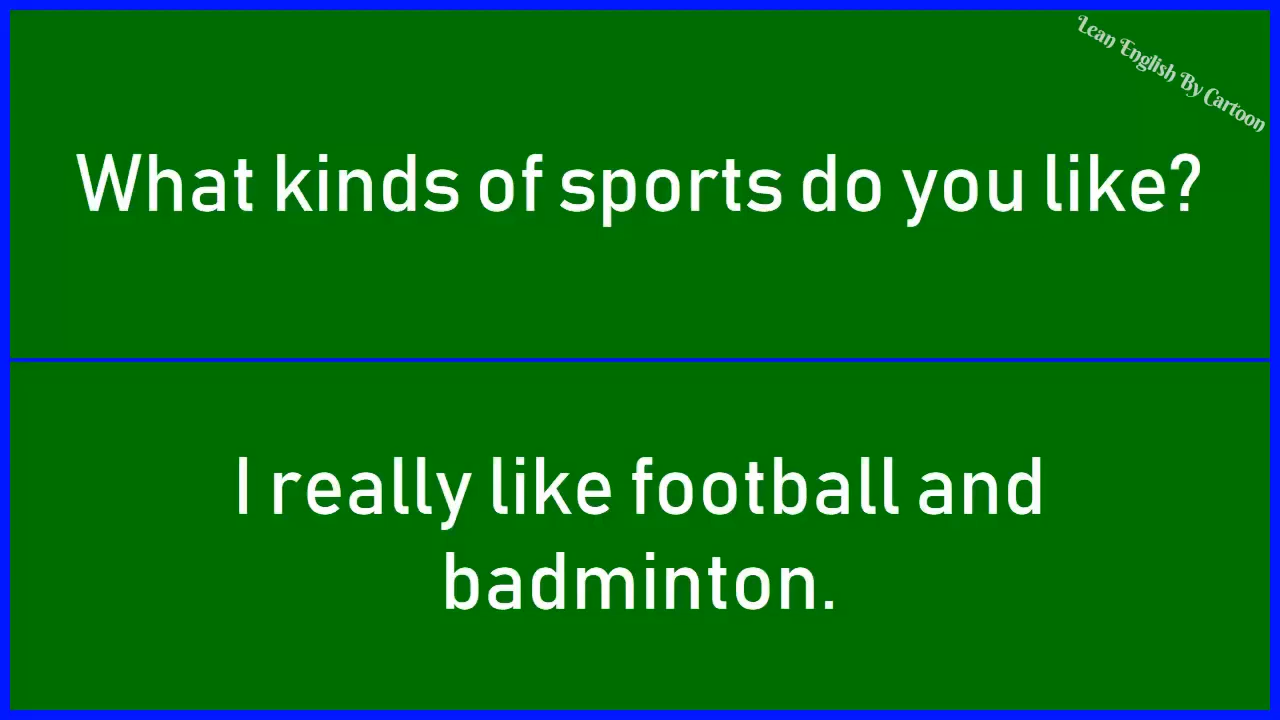 Lean English By Cartoon
What kinds of sports do you like?
I really like football and
badminton.